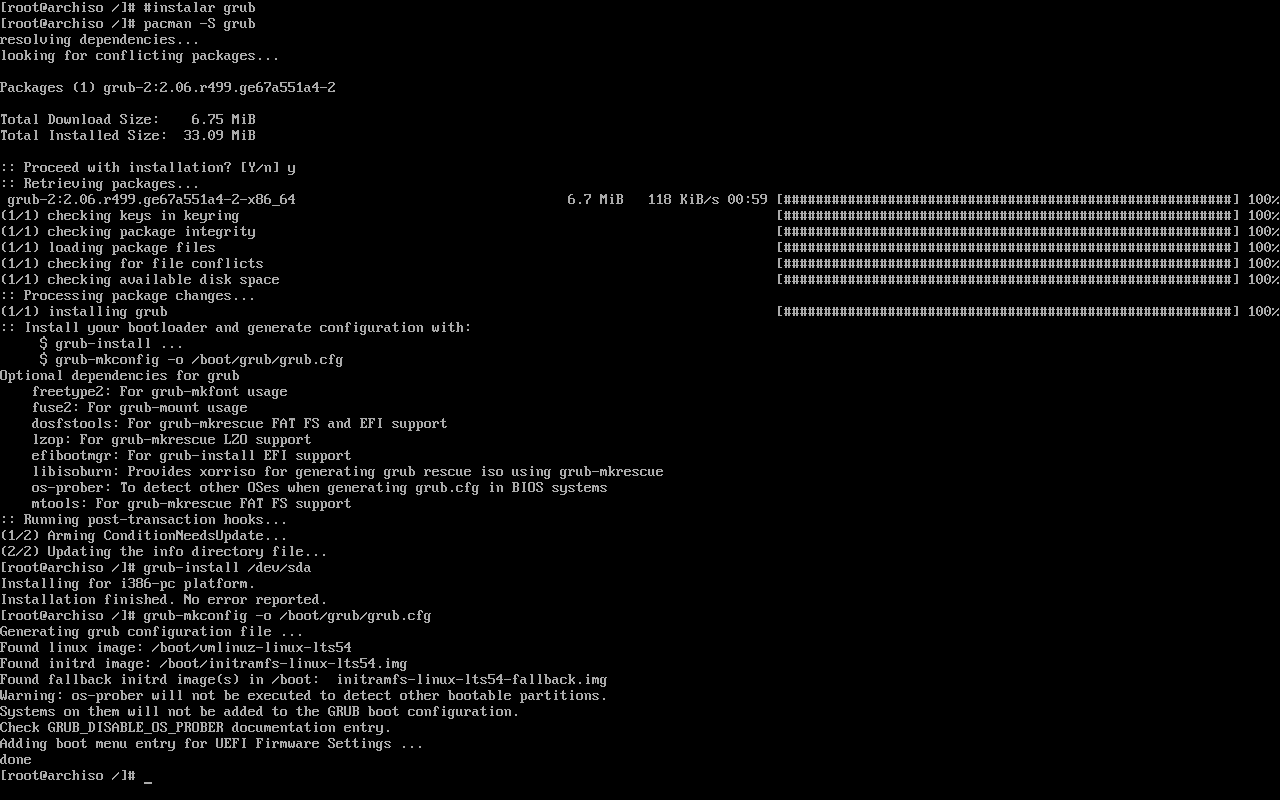 [root@archiso /]# #instalar grub
[root@archiso /]# pacman -S grub
resolving dependencies...
looking for conflicting packages...
Packages (1) grub-2:2.06.r499.ge67a551a4-2
Total Download Size:    6.75 MiB
Total Installed Size:  33.09 MiB
:: Proceed with installation? [Y/n] y
:: Retrieving packages...
 grub-2:2.06.r499.ge67a551a4-2-x86_64                                  6.7 MiB   118 KiB/s 00:59 [########################################################] 100%
(1/1) checking keys in keyring                                                                   [########################################################] 100%
(1/1) checking package integrity                                                                 [########################################################] 100%
(1/1) loading package files                                                                      [########################################################] 100%
(1/1) checking for file conflicts                                                                [########################################################] 100%
(1/1) checking available disk space                                                              [########################################################] 100%
:: Processing package changes...
(1/1) installing grub                                                                            [########################################################] 100%
:: Install your bootloader and generate configuration with:
     $ grub-install ...
     $ grub-mkconfig -o /boot/grub/grub.cfg
Optional dependencies for grub
    freetype2: For grub-mkfont usage
    fuse2: For grub-mount usage
    dosfstools: For grub-mkrescue FAT FS and EFI support
    lzop: For grub-mkrescue LZO support
    efibootmgr: For grub-install EFI support
    libisoburn: Provides xorriso for generating grub rescue iso using grub-mkrescue
    os-prober: To detect other OSes when generating grub.cfg in BIOS systems
    mtools: For grub-mkrescue FAT FS support
:: Running post-transaction hooks...
(1/2) Arming ConditionNeedsUpdate...
(2/2) Updating the info directory file...
[root@archiso /]# grub-install /dev/sda
Installing for i386-pc platform.
Installation finished. No error reported.
[root@archiso /]# grub-mkconfig -o /boot/grub/grub.cfg
Generating grub configuration file ...
Found linux image: /boot/vmlinuz-linux-lts54
Found initrd image: /boot/initramfs-linux-lts54.img
Found fallback initrd image(s) in /boot:  initramfs-linux-lts54-fallback.img
Warning: os-prober will not be executed to detect other bootable partitions.
Systems on them will not be added to the GRUB boot configuration.
Check GRUB_DISABLE_OS_PROBER documentation entry.
Adding boot menu entry for UEFI Firmware Settings ...
done
[root@archiso /]# _